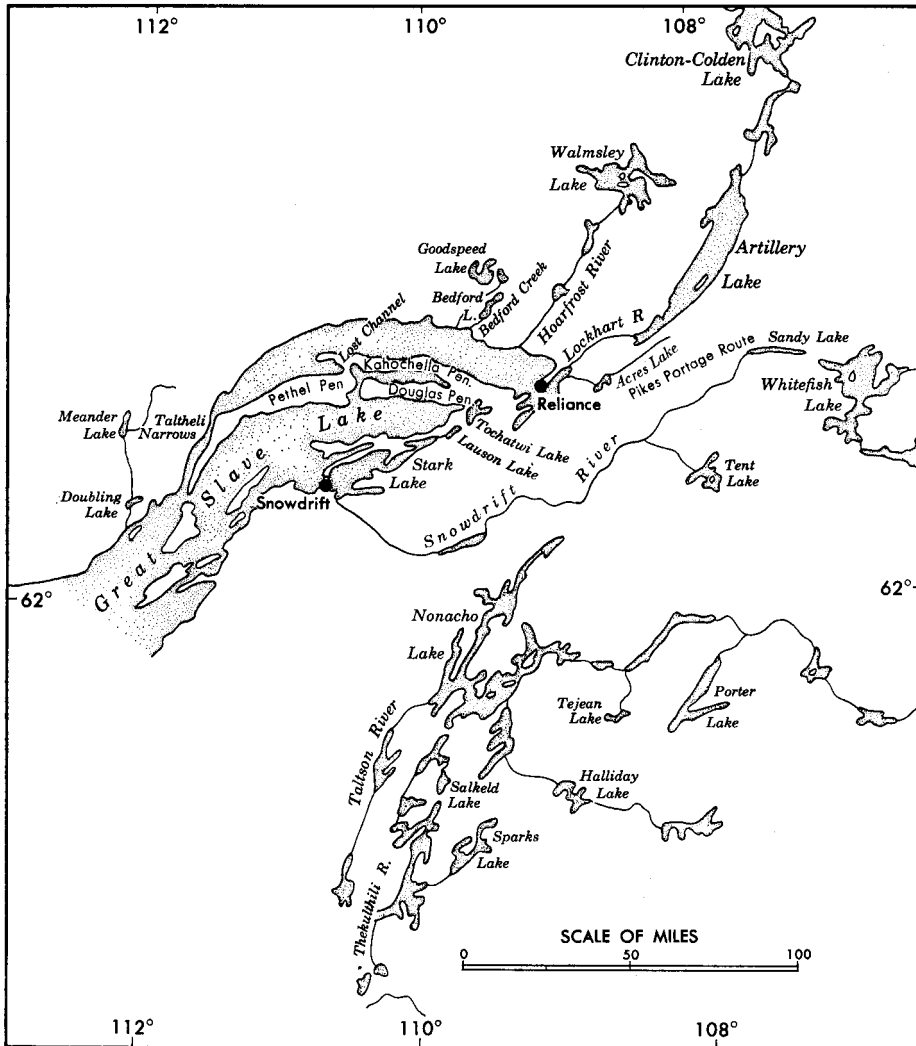 112°
110°
108°
Clinton-Colden
Lake
Walmsley
Lake
Goodspeed
Lake
Bedford
L.
Bedford Creek
Hoarfrost River
Artillery
Lake
Lockhart R
Lost Channel
Kahochella Pen.
Pethel Pen
Douglas Pen.
Acres Lake
Pikes Portage Route
Sandy Lake
Whitefish
Lake
Reliance
Meander
Lake
Taltheli
Narrows
Tochatwi Lake
Lauson Lake
Stark
Lake
Tent
Lake
Doubling
Lake
Snowdrift
Snowdrift River
Great Slave Lake
62°
62°
Nonacho
Lake
Tejean
Lake
Porter
Lake
Taltson River
Salkeld
Lake
Halliday
Lake
Sparks
Lake
Thekulthili R.
SCALE OF MILES
0 50 100
112°
110°
108°